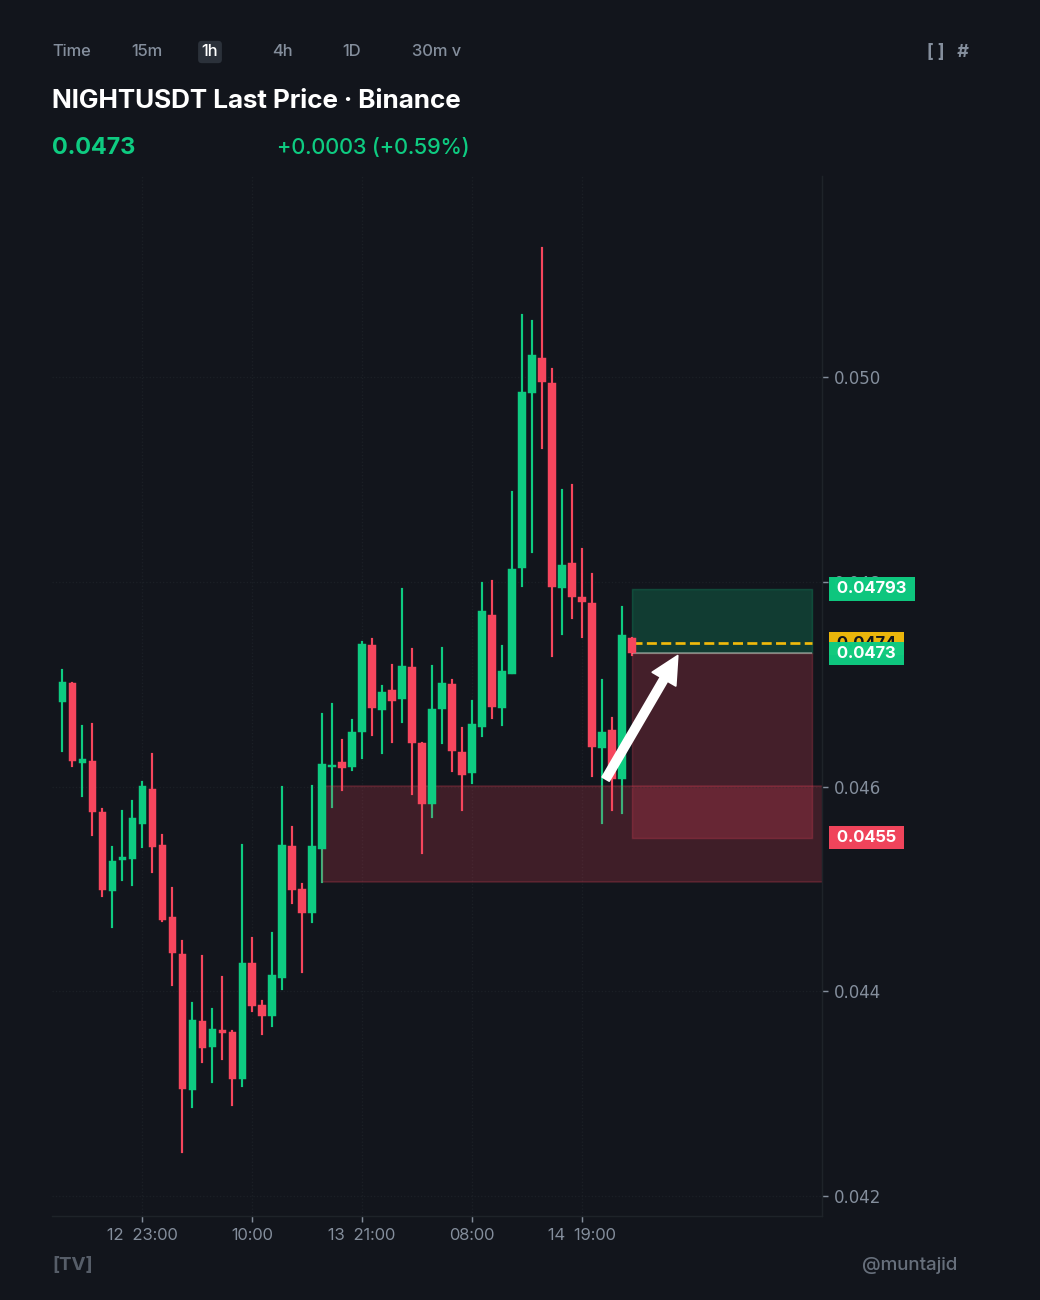 Time 15m 1h 4h 1D 30m v [ ] #
NIGHTUSDT Last Price · Binance
0.0473 +0.0003 (+0.59%)
0.050
0.04793
0.0474
0.0473
0.046
0.0455
0.044
0.042
12 23:00 10:00 13 21:00 08:00 14 19:00
[TV] @muntajid